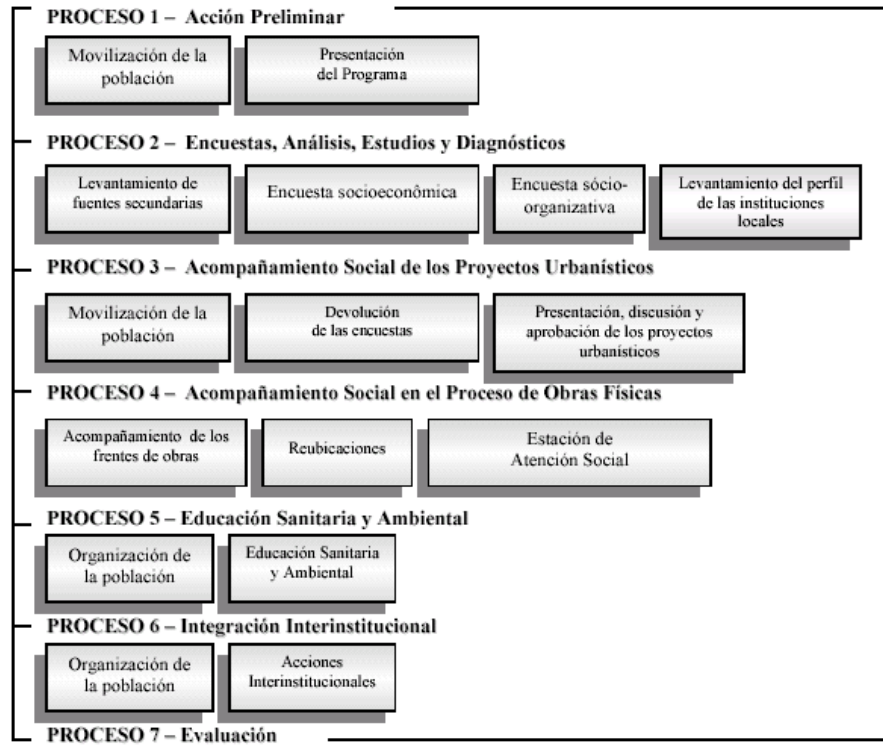 PROCESO 1 – Acción Preliminar
Movilización de la
población
Presentación
del Programa
PROCESO 2 – Encuestas, Análisis, Estudios y Diagnósticos
Levantamiento de
fuentes secundarias
Encuesta socioeconômica
Encuesta sócio-
organizativa
Levantamiento del perfil
de las instituciones
locales
PROCESO 3 – Acompañamiento Social de los Proyectos Urbanísticos
Movilización de la
población
Devolución
de las encuestas
Presentación, discusión y
aprobación de los proyectos
urbanísticos
PROCESO 4 – Acompañamiento Social en el Proceso de Obras Físicas
Acompañamiento de los
frentes de obras
Reubicaciones
Estación de
Atención Social
PROCESO 5 – Educación Sanitaria y Ambiental
Organización de
la población
Educación Sanitaria
y Ambiental
PROCESO 6 – Integración Interinstitucional
Organización de
la población
Acciones
Interinstitucionales
PROCESO 7 – Evaluación